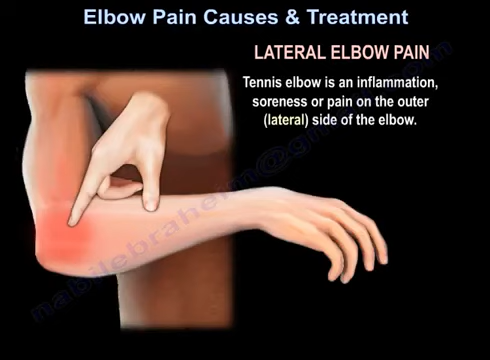 Elbow Pain Causes & Treatment
LATERAL ELBOW PAIN
Tennis elbow is an inflammation,
soreness or pain on the outer
(lateral) side of the elbow.